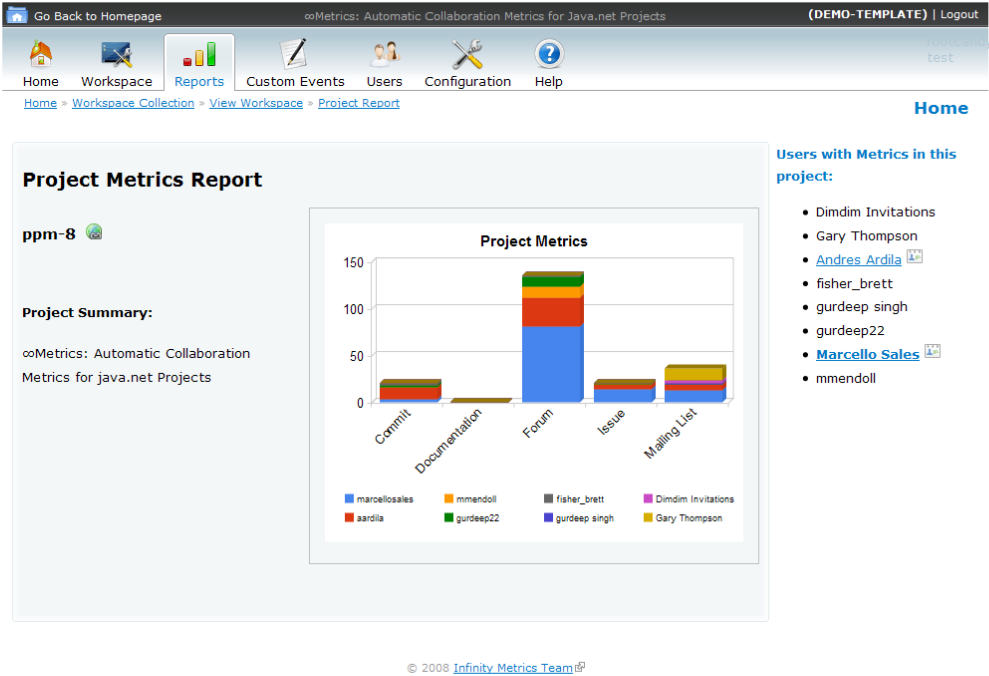 Go Back to Homepage
∞Metrics: Automatic Collaboration Metrics for Java.net Projects
(DEMO-TEMPLATE) | Logout
test
Home Workspace Reports Custom Events Users Configuration Help
Home » Workspace Collection » View Workspace » Project Report
Home
Project Metrics Report
ppm-8
Project Summary:
∞Metrics: Automatic Collaboration
Metrics for java.net Projects
Project Metrics
150
100
50
0
Commit
Documentation
Forum
Issue
Mailing List
marcellosales mmendoll fisher_brett Dimdim Invitations
aardila gurdeep22 gurdeep singh Gary Thompson
Users with Metrics in this
project:
Dimdim Invitations
Gary Thompson
Andres Ardila
fisher_brett
gurdeep singh
gurdeep22
Marcello Sales
mmendoll
© 2008 Infinity Metrics Team